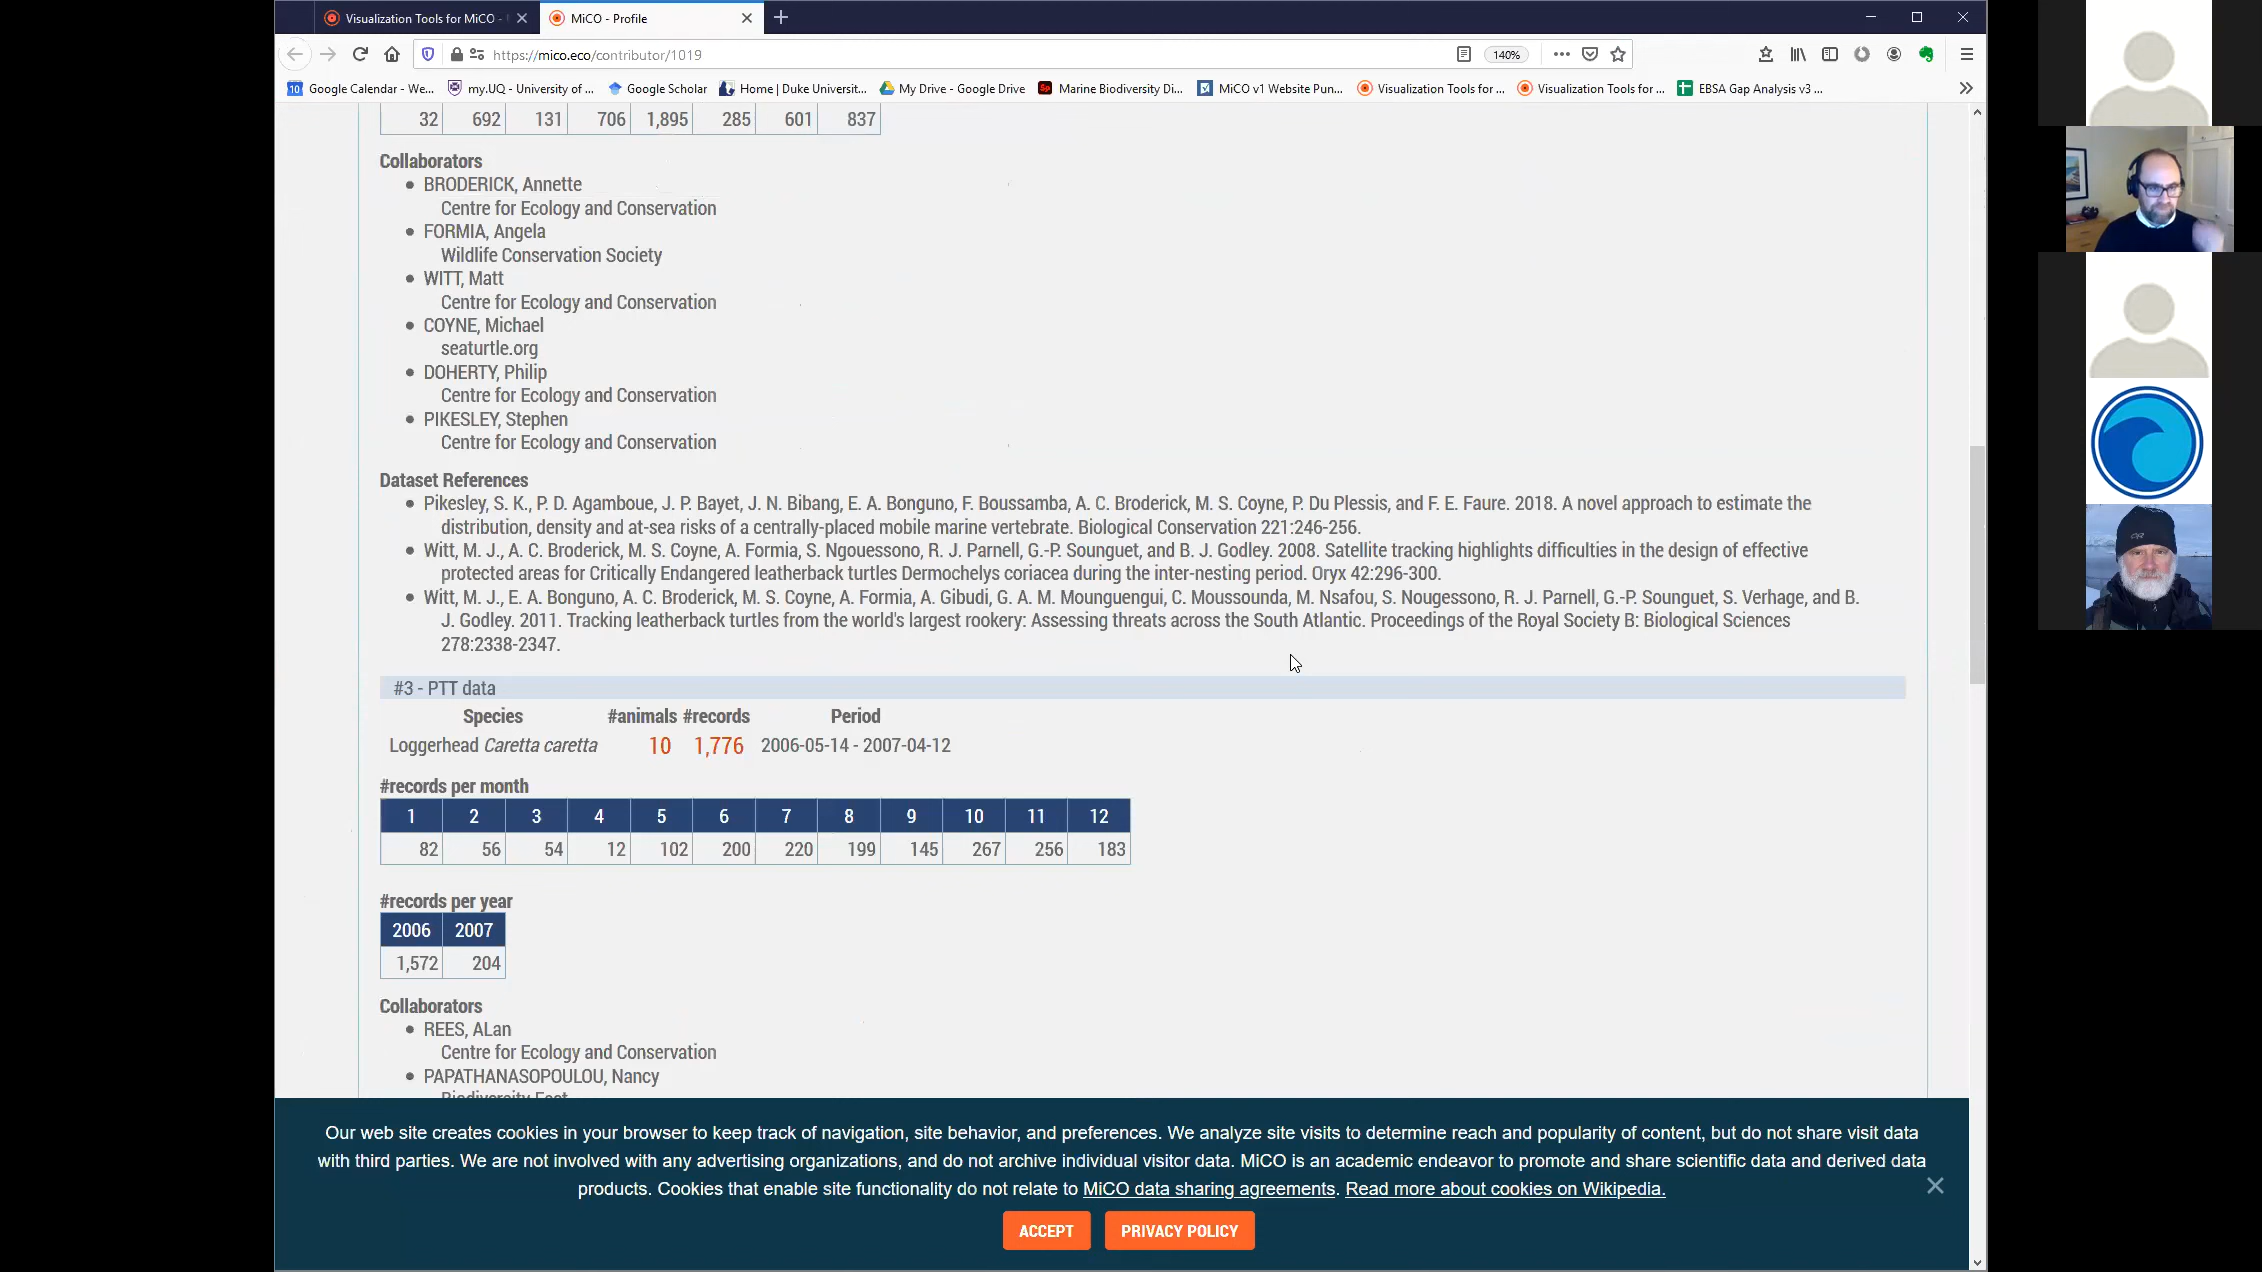 Visualization Tools for MiCO -
MiCO - Profile
https://mico.eco/contributor/1019
140%
Google Calendar - We...
my.UQ - University of ...
Google Scholar
Home | Duke Universit...
My Drive - Google Drive
Marine Biodiversity Di...
MiCO v1 Website Pun...
Visualization Tools for ...
Visualization Tools for ...
EBSA Gap Analysis v3 ...
32 692 131 706 1,895 285 601 837
Collaborators
BRODERICK, Annette
Centre for Ecology and Conservation
FORMIA, Angela
Wildlife Conservation Society
WITT, Matt
Centre for Ecology and Conservation
COYNE, Michael
seaturtle.org
DOHERTY, Philip
Centre for Ecology and Conservation
PIKESLEY, Stephen
Centre for Ecology and Conservation
Dataset References
Pikesley, S. K., P. D. Agamboue, J. P. Bayet, J. N. Bibang, E. A. Bonguno, F. Boussamba, A. C. Broderick, M. S. Coyne, P. Du Plessis, and F. E. Faure. 2018. A novel approach to estimate the
distribution, density and at-sea risks of a centrally-placed mobile marine vertebrate. Biological Conservation 221:246-256.
Witt, M. J., A. C. Broderick, M. S. Coyne, A. Formia, S. Ngouessono, R. J. Parnell, G.-P. Sounguet, and B. J. Godley. 2008. Satellite tracking highlights difficulties in the design of effective
protected areas for Critically Endangered leatherback turtles Dermochelys coriacea during the inter-nesting period. Oryx 42:296-300.
Witt, M. J., E. A. Bonguno, A. C. Broderick, M. S. Coyne, A. Formia, A. Gibudi, G. A. M. Mounguengui, C. Moussounda, M. Nsafou, S. Nougessono, R. J. Parnell, G.-P. Sounguet, S. Verhage, and B.
J. Godley. 2011. Tracking leatherback turtles from the world's largest rookery: Assessing threats across the South Atlantic. Proceedings of the Royal Society B: Biological Sciences
278:2338-2347.
#3 - PTT data
Species #animals #records Period
Loggerhead Caretta caretta 10 1,776 2006-05-14 - 2007-04-12
#records per month
1 2 3 4 5 6 7 8 9 10 11 12
82 56 54 12 102 200 220 199 145 267 256 183
#records per year
2006 2007
1,572 204
Collaborators
REES, ALan
Centre for Ecology and Conservation
PAPATHANASOPOULOU, Nancy
Biodiversity East
Our web site creates cookies in your browser to keep track of navigation, site behavior, and preferences. We analyze site visits to determine reach and popularity of content, but do not share visit data
with third parties. We are not involved with any advertising organizations, and do not archive individual visitor data. MiCO is an academic endeavor to promote and share scientific data and derived data
products. Cookies that enable site functionality do not relate to MiCO data sharing agreements. Read more about cookies on Wikipedia.
ACCEPT
PRIVACY POLICY